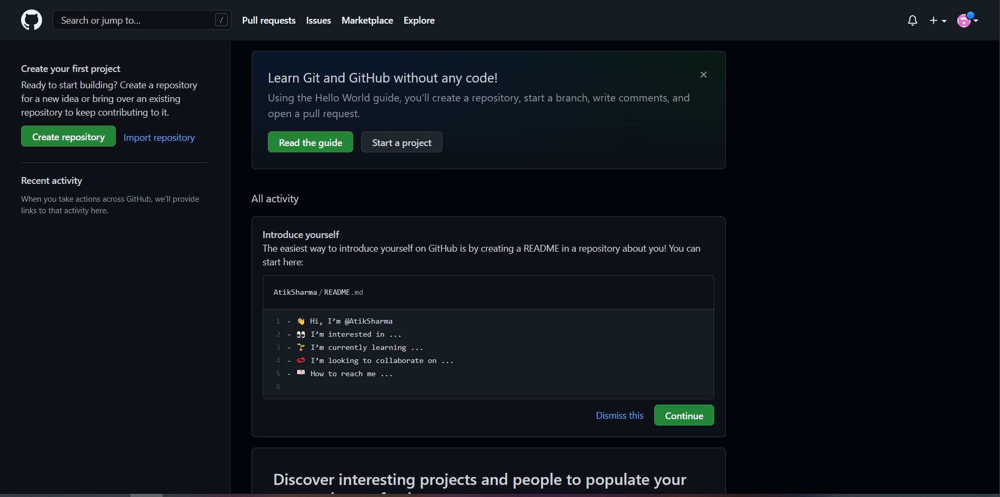 Search or jump to... /
Pull requests Issues Marketplace Explore
Create your first project
Ready to start building? Create a repository
for a new idea or bring over an existing
repository to keep contributing to it.
Create repository Import repository
Recent activity
When you take actions across GitHub, we’ll provide
links to that activity here.
Learn Git and GitHub without any code!
Using the Hello World guide, you’ll create a repository, start a branch, write comments, and
open a pull request.
Read the guide Start a project
All activity
Introduce yourself
The easiest way to introduce yourself on GitHub is by creating a README in a repository about you! You can
start here:
AtikSharma/README.md
1 - 👋 Hi, I’m @AtikSharma
2 - 👀 I’m interested in ...
3 - 🌱 I’m currently learning ...
4 - 💞️ I’m looking to collaborate on ...
5 - 📫 How to reach me ...
6
Dismiss this Continue
Discover interesting projects and people to populate your